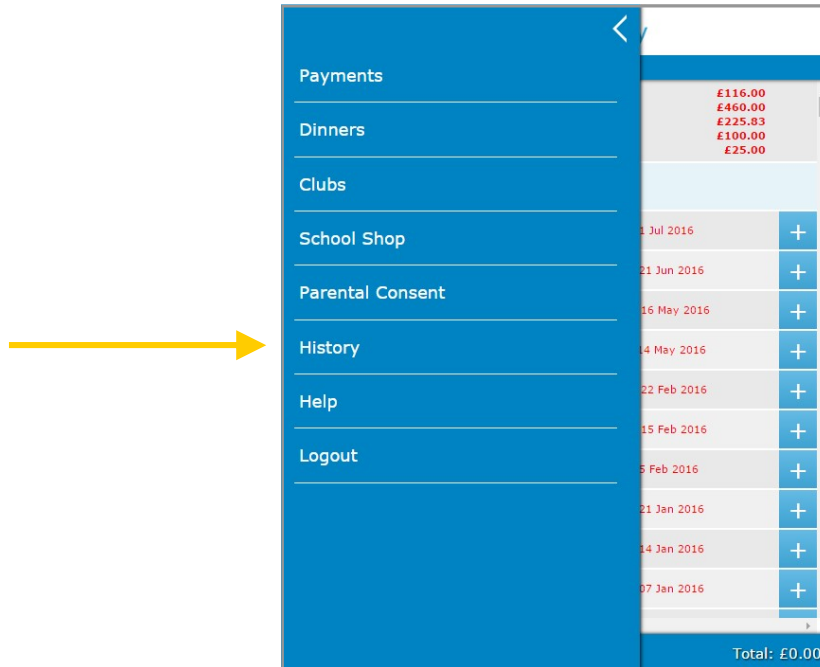 Payments
Dinners
Clubs
School Shop
Parental Consent
History
Help
Logout
£116.00
£460.00
£225.83
£100.00
£25.00
1 Jul 2016
21 Jun 2016
16 May 2016
14 May 2016
22 Feb 2016
15 Feb 2016
5 Feb 2016
21 Jan 2016
14 Jan 2016
07 Jan 2016
Total: £0.00